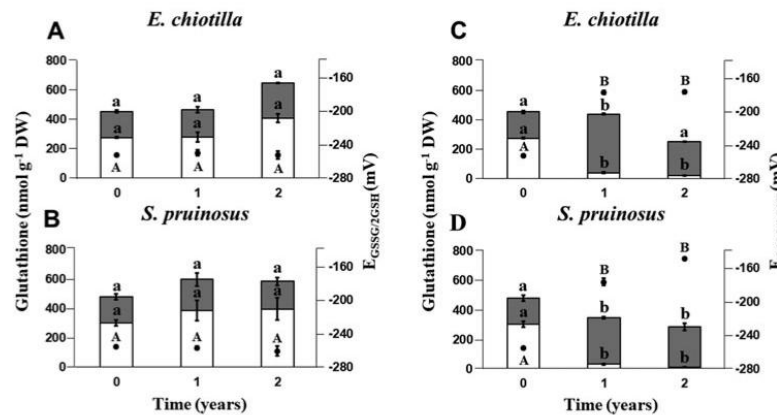 A
E. chiotilla
Glutathione (nmol g⁻¹ DW)
800
600
400
200
0
a
a
a
a
a
a
A
A
A
-160
-200
-240
-280
0 1 2
B
S. pruinosus
800
600
400
200
0
a
a
a
a
a
a
A
A
A
E_GSSG/2GSH (mV)
-160
-200
-240
-280
0 1 2
Time (years)
C
E. chiotilla
Glutathione (nmol g⁻¹ DW)
800
600
400
200
0
a
a
A
B
b
b
B
a
b
-160
-200
-240
-280
(mV)
0 1 2
D
S. pruinosus
800
600
400
200
0
a
a
A
B
b
b
B
b
b
-160
-200
-240
-280
0 1 2
Time (years)